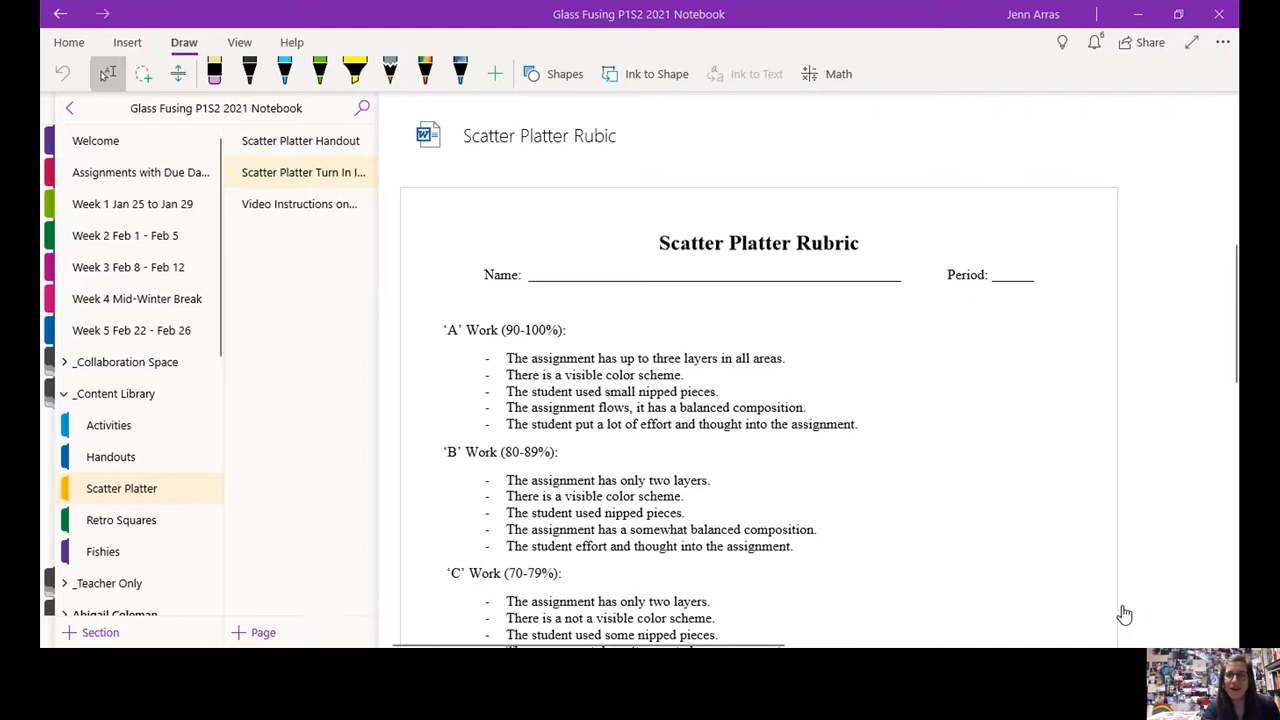 Glass Fusing P1S2 2021 Notebook
Jenn Arras
Home
Insert
Draw
View
Help
6
Share
Shapes
Ink to Shape
Ink to Text
Math
Glass Fusing P1S2 2021 Notebook
Welcome
Assignments with Due Da...
Week 1 Jan 25 to Jan 29
Week 2 Feb 1 - Feb 5
Week 3 Feb 8 - Feb 12
Week 4 Mid-Winter Break
Week 5 Feb 22 - Feb 26
_Collaboration Space
_Content Library
Activities
Handouts
Scatter Platter
Retro Squares
Fishies
_Teacher Only
Abigail Coleman
Section
Scatter Platter Handout
Scatter Platter Turn In I...
Video Instructions on...
Page
Scatter Platter Rubic
Scatter Platter Rubric
Name: ____ Period: ____
‘A’ Work (90-100%):
- The assignment has up to three layers in all areas.
- There is a visible color scheme.
- The student used small nipped pieces.
- The assignment flows, it has a balanced composition.
- The student put a lot of effort and thought into the assignment.
‘B’ Work (80-89%):
- The assignment has only two layers.
- There is a visible color scheme.
- The student used nipped pieces.
- The assignment has a somewhat balanced composition.
- The student effort and thought into the assignment.
‘C’ Work (70-79%):
- The assignment has only two layers.
- There is a not a visible color scheme.
- The student used some nipped pieces.